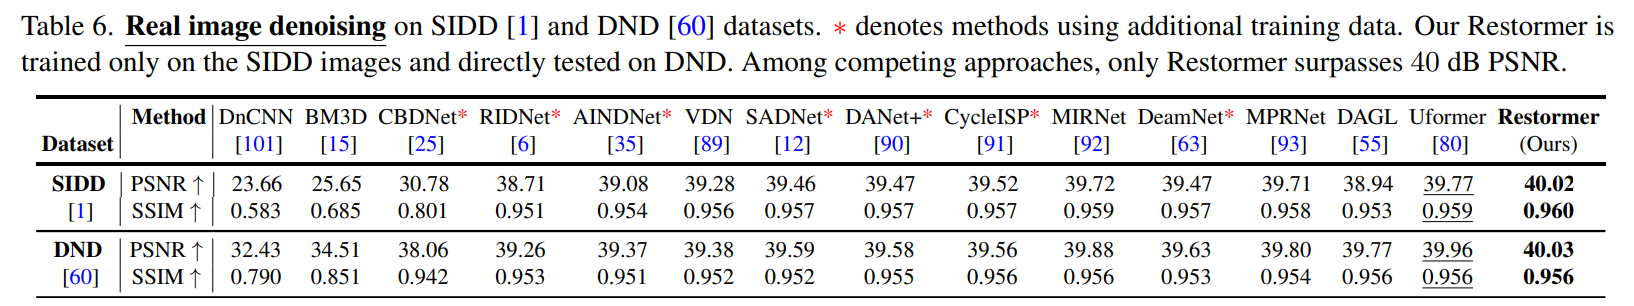 Table 6. Real image denoising on SIDD [1] and DND [60] datasets. * denotes methods using additional training data. Our Restormer is
trained only on the SIDD images and directly tested on DND. Among competing approaches, only Restormer surpasses 40 dB PSNR.
Method DnCNN BM3D CBDNet* RIDNet* AINDNet* VDN SADNet* DANet+* CycleISP* MIRNet DeamNet* MPRNet DAGL Uformer Restormer
Dataset [101] [15] [25] [6] [35] [89] [12] [90] [91] [92] [63] [93] [55] [80] (Ours)
SIDD PSNR ↑ 23.66 25.65 30.78 38.71 39.08 39.28 39.46 39.47 39.52 39.72 39.47 39.71 38.94 39.77 40.02
[1] SSIM ↑ 0.583 0.685 0.801 0.951 0.954 0.956 0.957 0.957 0.957 0.959 0.957 0.958 0.953 0.959 0.960
DND PSNR ↑ 32.43 34.51 38.06 39.26 39.37 39.38 39.59 39.58 39.56 39.88 39.63 39.80 39.77 39.96 40.03
[60] SSIM ↑ 0.790 0.851 0.942 0.953 0.951 0.952 0.952 0.955 0.956 0.956 0.953 0.954 0.956 0.956 0.956